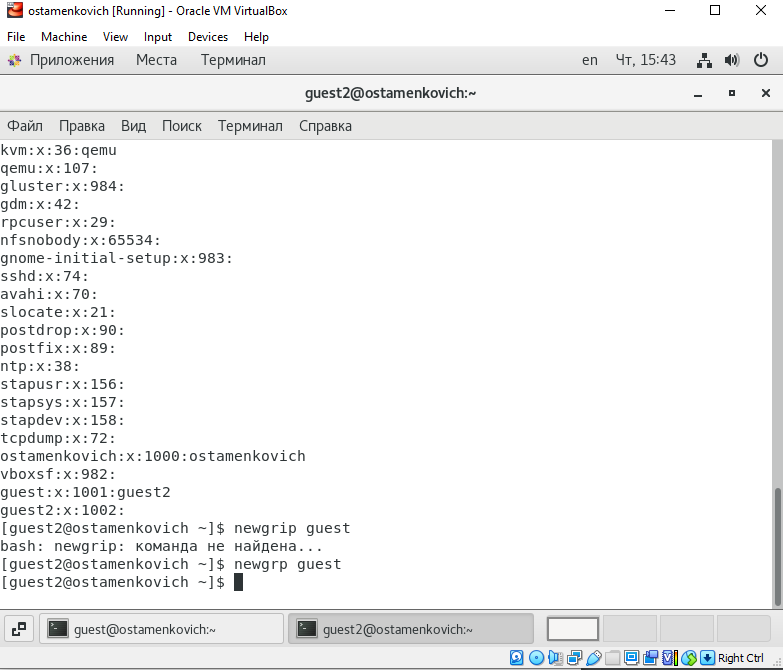 ostamenkovich [Running] - Oracle VM VirtualBox
File Machine View Input Devices Help
Приложения Места Терминал en Чт, 15:43
guest2@ostamenkovich:~
Файл Правка Вид Поиск Терминал Справка
kvm:x:36:qemu
qemu:x:107:
gluster:x:984:
gdm:x:42:
rpcuser:x:29:
nfsnobody:x:65534:
gnome-initial-setup:x:983:
sshd:x:74:
avahi:x:70:
slocate:x:21:
postdrop:x:90:
postfix:x:89:
ntp:x:38:
stapusr:x:156:
stapsys:x:157:
stapdev:x:158:
tcpdump:x:72:
ostamenkovich:x:1000:ostamenkovich
vboxsf:x:982:
guest:x:1001:guest2
guest2:x:1002:
[guest2@ostamenkovich ~]$ newgrip guest
bash: newgrip: команда не найдена...
[guest2@ostamenkovich ~]$ newgrp guest
[guest2@ostamenkovich ~]$
guest@ostamenkovich:~ guest2@ostamenkovich:~
Right Ctrl